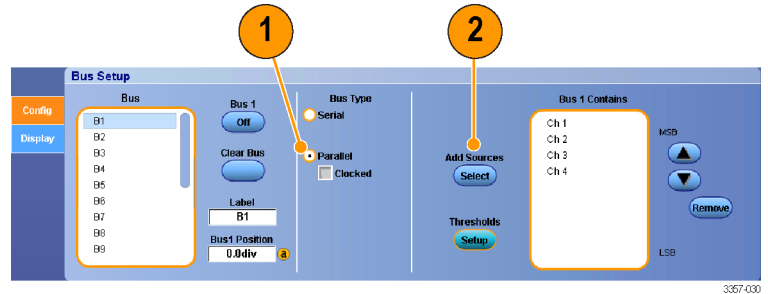 1
2
Bus Setup
Config
Display
Bus
B1
B2
B3
B4
B5
B6
B7
B8
B9
Bus 1
Off
Clear Bus
Label
B1
Bus1 Position
0.0div
a
Bus Type
Serial
Parallel
Clocked
Add Sources
Select
Thresholds
Setup
Bus 1 Contains
Ch 1
Ch 2
Ch 3
Ch 4
MSB
Remove
LSB
3357-030